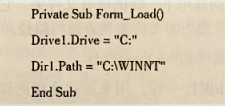 Private Sub Form_Load()
Drive1.Drive = "C:"
Dir1.Path = "C:\WINNT"
End Sub